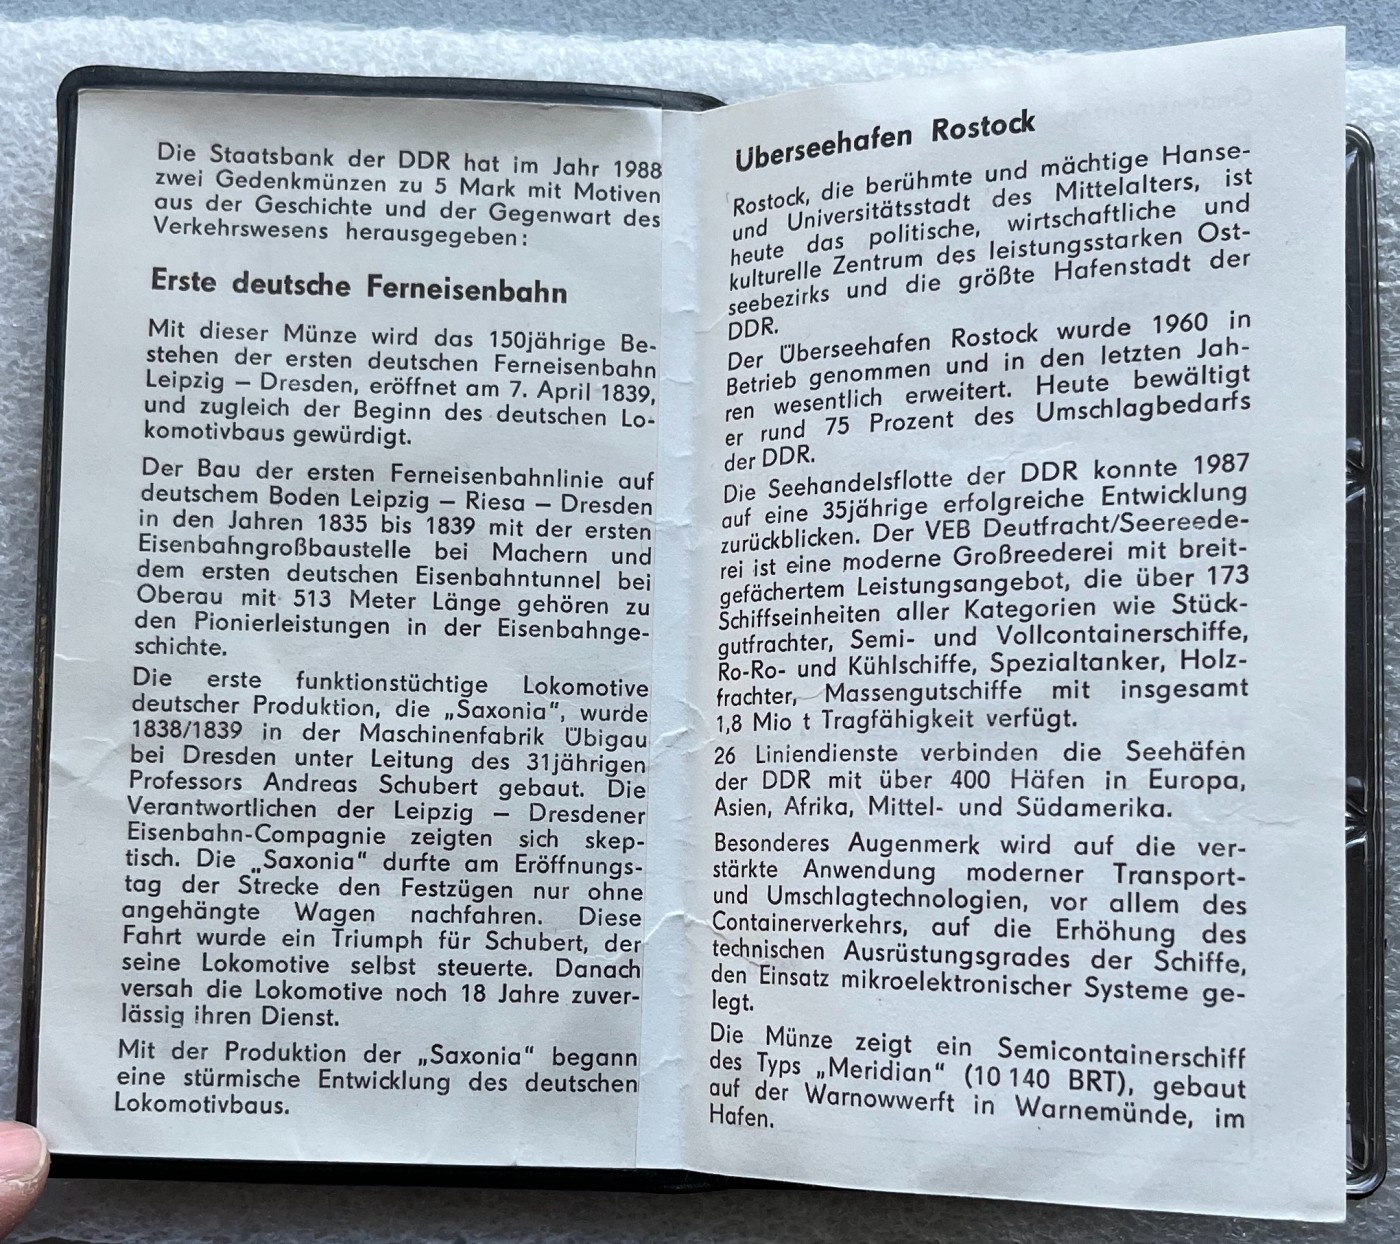 Die Staatsbank der DDR hat im Jahr 1988
zwei Gedenkmünzen zu 5 Mark mit Motiven
aus der Geschichte und der Gegenwart des
Verkehrswesens herausgegeben:
Erste deutsche Ferneisenbahn
Mit dieser Münze wird das 150jährige Be-
stehen der ersten deutschen Ferneisenbahn
Leipzig – Dresden, eröffnet am 7. April 1839,
und zugleich der Beginn des deutschen Lo-
komotivbaus gewürdigt.
Der Bau der ersten Ferneisenbahnlinie auf
deutschem Boden Leipzig – Riesa – Dresden
in den Jahren 1835 bis 1839 mit der ersten
Eisenbahngroßbaustelle bei Machern und
dem ersten deutschen Eisenbahntunnel bei
Oberau mit 513 Meter Länge gehören zu
den Pionierleistungen in der Eisenbahnge-
schichte.
Die erste funktionstüchtige Lokomotive
deutscher Produktion, die „Saxonia“, wurde
1838/1839 in der Maschinenfabrik Übigau
bei Dresden unter Leitung des 31jährigen
Professors Andreas Schubert gebaut. Die
Verantwortlichen der Leipzig – Dresdener
Eisenbahn-Compagnie zeigten sich skep-
tisch. Die „Saxonia“ durfte am Eröffnungs-
tag der Strecke den Festzügen nur ohne
angehängte Wagen nachfahren. Diese
Fahrt wurde ein Triumph für Schubert, der
seine Lokomotive selbst steuerte. Danach
versah die Lokomotive noch 18 Jahre zuver-
lässig ihren Dienst.
Mit der Produktion der „Saxonia“ begann
eine stürmische Entwicklung des deutschen
Lokomotivbaus.
Überseehafen Rostock
Rostock, die berühmte und mächtige Hanse-
und Universitätsstadt des Mittelalters, ist
heute das politische, wirtschaftliche und
kulturelle Zentrum des leistungsstarken Ost-
seebezirks und die größte Hafenstadt der
DDR.
Der Überseehafen Rostock wurde 1960 in
Betrieb genommen und in den letzten Jah-
ren wesentlich erweitert. Heute bewältigt
er rund 75 Prozent des Umschlagbedarfs
der DDR.
Die Seehandelsflotte der DDR konnte 1987
auf eine 35jährige erfolgreiche Entwicklung
zurückblicken. Der VEB Deutfracht/Seereede-
rei ist eine moderne Großreederei mit breit-
gefächertem Leistungsangebot, die über 173
Schiffseinheiten aller Kategorien wie Stück-
gutfrachter, Semi- und Vollcontainerschiffe,
Ro-Ro- und Kühlschiffe, Spezialtanker, Holz-
frachter, Massengutschiffe mit insgesamt
1,8 Mio t Tragfähigkeit verfügt.
26 Liniendienste verbinden die Seehäfen
der DDR mit über 400 Häfen in Europa,
Asien, Afrika, Mittel- und Südamerika.
Besonderes Augenmerk wird auf die ver-
stärkte Anwendung moderner Transport-
und Umschlagtechnologien, vor allem des
Containerverkehrs, auf die Erhöhung des
technischen Ausrüstungsgrades der Schiffe,
den Einsatz mikroelektronischer Systeme ge-
legt.
Die Münze zeigt ein Semicontainerschiff
des Typs „Meridian“ (10 140 BRT), gebaut
auf der Warnowwerft in Warnemünde, im
Hafen.